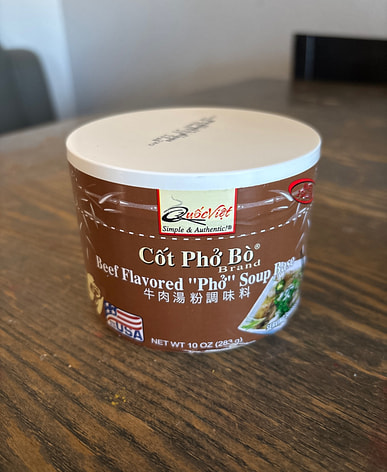 QuốcViệt
Simple & Authentic!®
Cốt Phở Bò®
Brand
Beef Flavored "Phở" Soup Base
牛肉湯粉調味料
USA
NET WT 10 OZ (283 g)